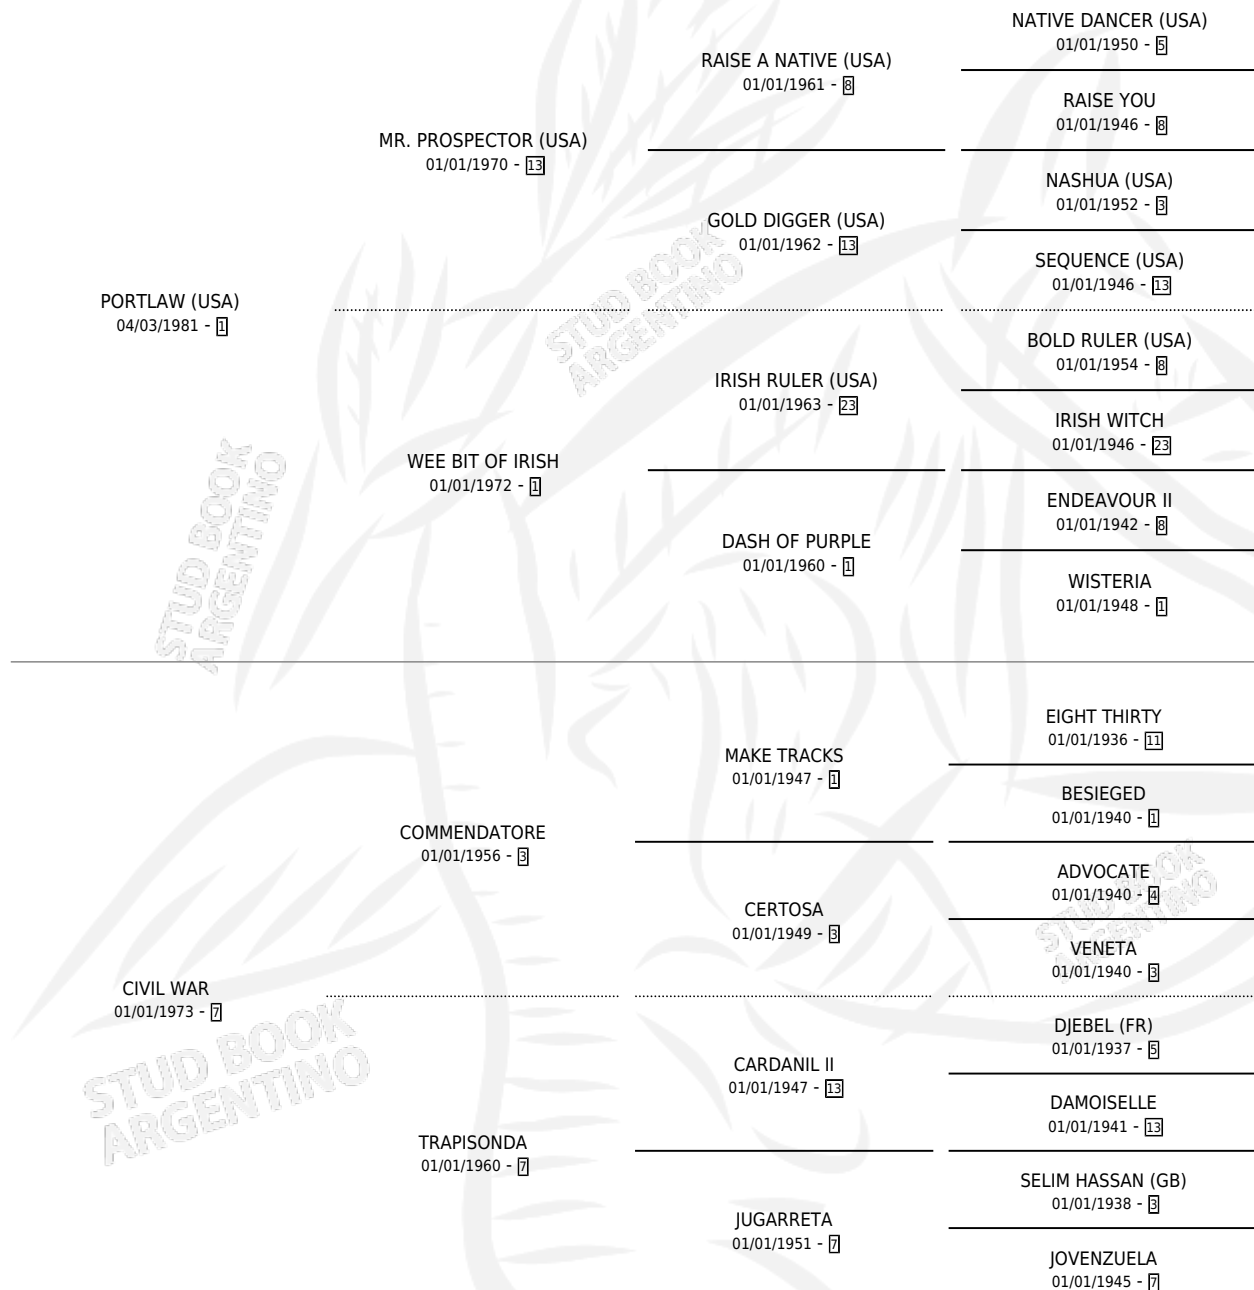 NATIVE DANCER (USA)
01/01/1950 - 5
RAISE A NATIVE (USA)
01/01/1961 - 8
RAISE YOU
01/01/1946 - 8
MR. PROSPECTOR (USA)
01/01/1970 - 13
NASHUA (USA)
01/01/1952 - 3
GOLD DIGGER (USA)
01/01/1962 - 13
SEQUENCE (USA)
01/01/1946 - 13
PORTLAW (USA)
04/03/1981 - 1
BOLD RULER (USA)
01/01/1954 - 8
IRISH RULER (USA)
01/01/1963 - 23
IRISH WITCH
01/01/1946 - 23
WEE BIT OF IRISH
01/01/1972 - 1
ENDEAVOUR II
01/01/1942 - 8
DASH OF PURPLE
01/01/1960 - 1
WISTERIA
01/01/1948 - 1
EIGHT THIRTY
01/01/1936 - 11
MAKE TRACKS
01/01/1947 - 1
BESIEGED
01/01/1940 - 1
COMMENDATORE
01/01/1956 - 3
ADVOCATE
01/01/1940 - 4
CERTOSA
01/01/1949 - 3
VENETA
01/01/1940 - 3
CIVIL WAR
01/01/1973 - 7
DJEBEL (FR)
01/01/1937 - 5
CARDANIL II
01/01/1947 - 13
DAMOISELLE
01/01/1941 - 13
TRAPISONDA
01/01/1960 - 7
SELIM HASSAN (GB)
01/01/1938 - 3
JUGARRETA
01/01/1951 - 7
JOVENZUELA
01/01/1945 - 7
STUD BOOK
ARGENTINO
STUD BOOK
ARGENTINO
STUD BOOK
ARGENTINO
STUD BOOK
ARGENTINO